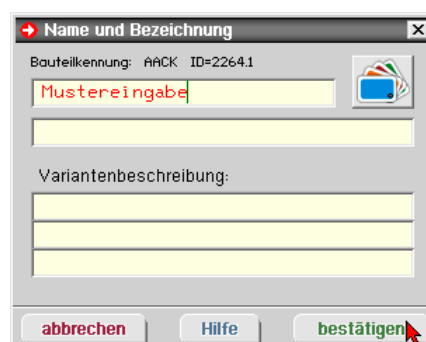 Name und Bezeichnung
Bauteilkennung: AACK ID=2264.1
Mustereingabe
Variantenbeschreibung:
abbrechen Hilfe bestätigen